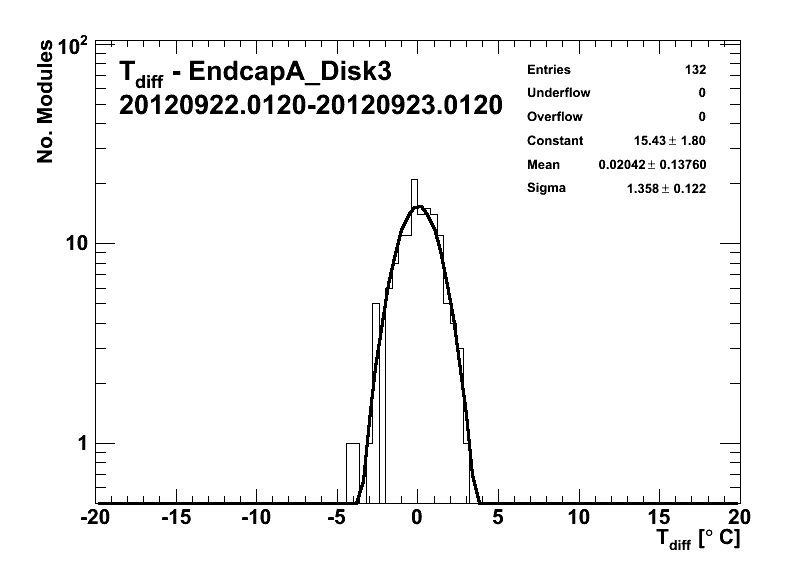 No. Modules
10²
10
1
T_diff - EndcapA_Disk3
20120922.0120-20120923.0120
Entries 132
Underflow 0
Overflow 0
Constant 15.43 ± 1.80
Mean 0.02042 ± 0.13760
Sigma 1.358 ± 0.122
-20 -15 -10 -5 0 5 10 15 20
T_diff [° C]